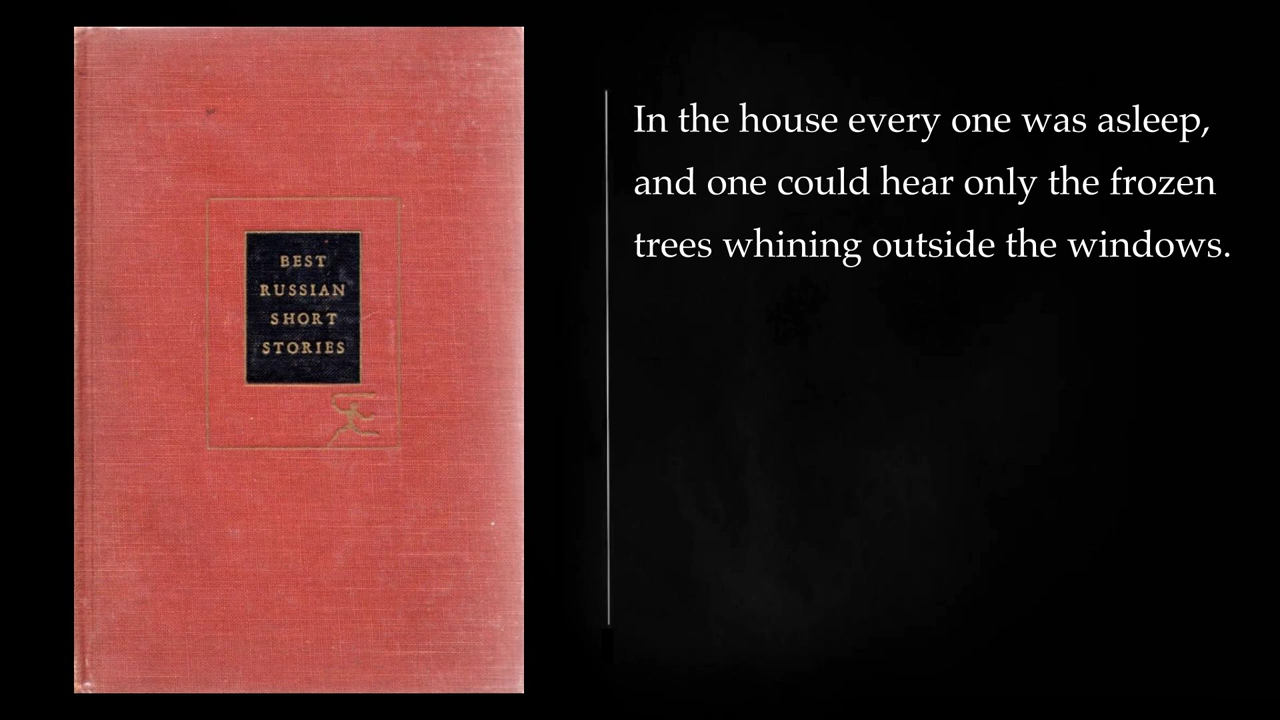 BEST
RUSSIAN
SHORT
STORIES
In the house every one was asleep,
and one could hear only the frozen
trees whining outside the windows.